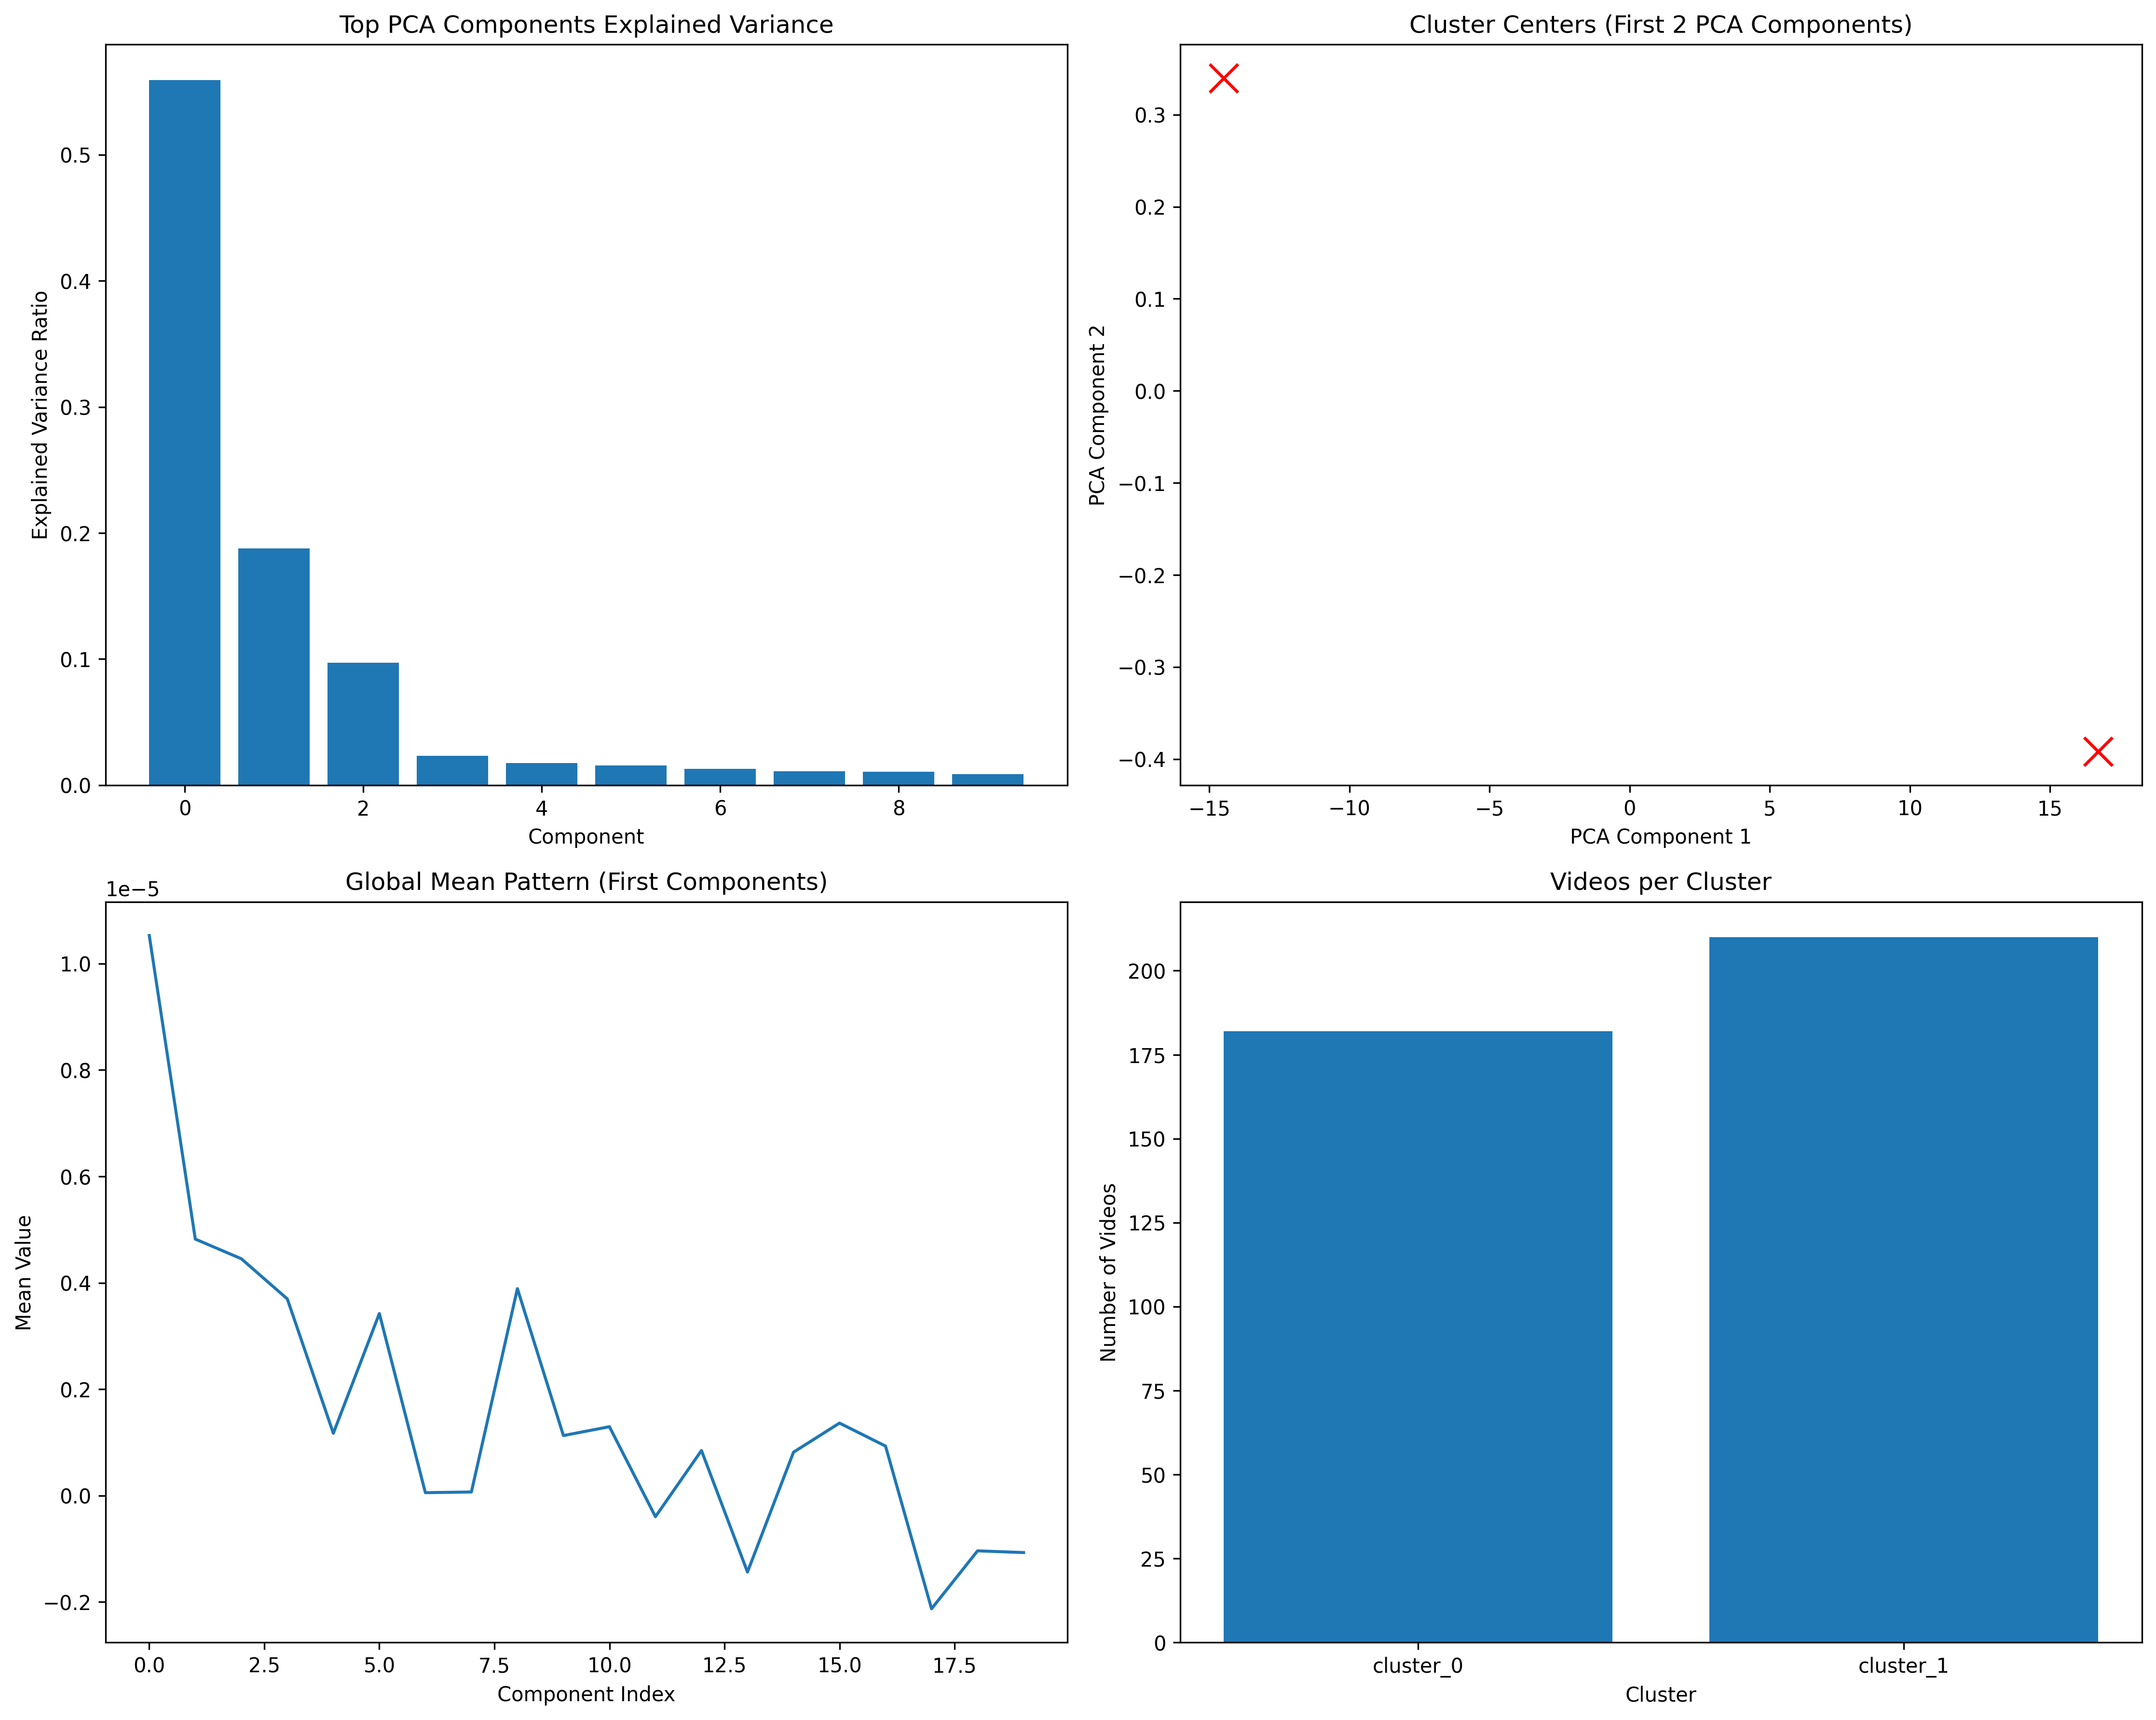 Top PCA Components Explained Variance
Explained Variance Ratio
0.5
0.4
0.3
0.2
0.1
0.0
0 2 4 6 8
Component
Cluster Centers (First 2 PCA Components)
PCA Component 2
0.3
0.2
0.1
0.0
−0.1
−0.2
−0.3
−0.4
−15 −10 −5 0 5 10 15
PCA Component 1
Global Mean Pattern (First Components)
1e−5
Mean Value
1.0
0.8
0.6
0.4
0.2
0.0
−0.2
0.0 2.5 5.0 7.5 10.0 12.5 15.0 17.5
Component Index
Videos per Cluster
Number of Videos
200
175
150
125
100
75
50
25
0
cluster_0 cluster_1
Cluster